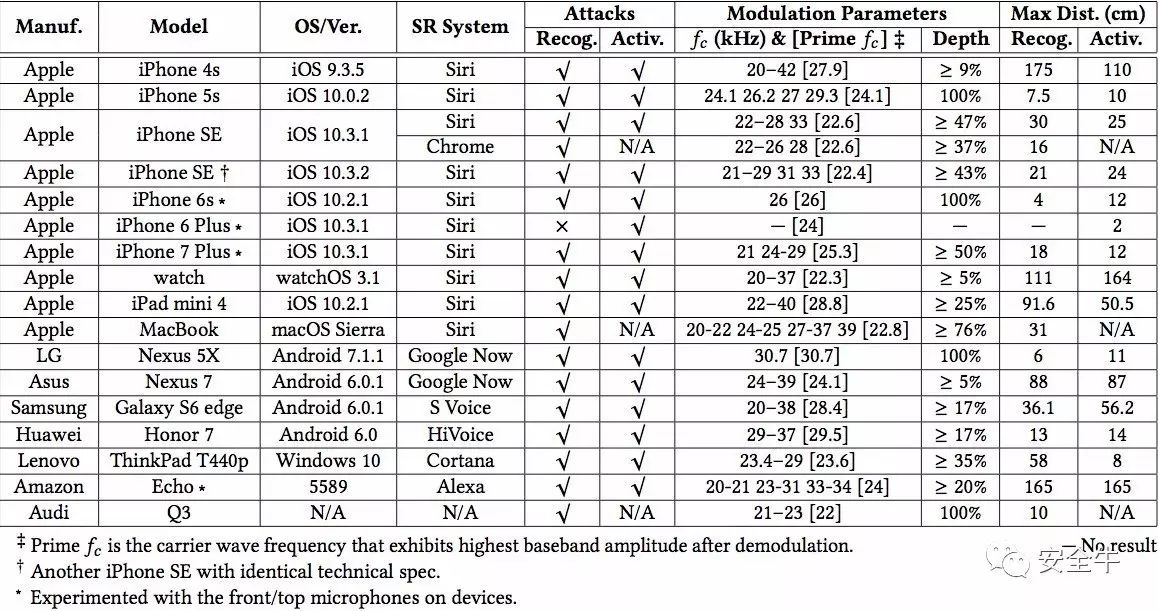 Manuf. Model OS/Ver. SR System Attacks Modulation Parameters Max Dist. (cm)
Recog. Activ. fc (kHz) & [Prime fc] ‡ Depth Recog. Activ.
Apple iPhone 4s iOS 9.3.5 Siri √ √ 20–42 [27.9] ≥ 9% 175 110
Apple iPhone 5s iOS 10.0.2 Siri √ √ 24.1 26.2 27 29.3 [24.1] 100% 7.5 10
Apple iPhone SE iOS 10.3.1 Siri √ √ 22–28 33 [22.6] ≥ 47% 30 25
Chrome √ N/A 22–26 28 [22.6] ≥ 37% 16 N/A
Apple iPhone SE † iOS 10.3.2 Siri √ √ 21–29 31 33 [22.4] ≥ 43% 21 24
Apple iPhone 6s * iOS 10.2.1 Siri √ √ 26 [26] 100% 4 12
Apple iPhone 6 Plus * iOS 10.3.1 Siri × √ — [24] — — 2
Apple iPhone 7 Plus * iOS 10.3.1 Siri √ √ 21 24-29 [25.3] ≥ 50% 18 12
Apple watch watchOS 3.1 Siri √ √ 20–37 [22.3] ≥ 5% 111 164
Apple iPad mini 4 iOS 10.2.1 Siri √ √ 22–40 [28.8] ≥ 25% 91.6 50.5
Apple MacBook macOS Sierra Siri √ N/A 20-22 24-25 27-37 39 [22.8] ≥ 76% 31 N/A
LG Nexus 5X Android 7.1.1 Google Now √ √ 30.7 [30.7] 100% 6 11
Asus Nexus 7 Android 6.0.1 Google Now √ √ 24–39 [24.1] ≥ 5% 88 87
Samsung Galaxy S6 edge Android 6.0.1 S Voice √ √ 20–38 [28.4] ≥ 17% 36.1 56.2
Huawei Honor 7 Android 6.0 HiVoice √ √ 29–37 [29.5] ≥ 17% 13 14
Lenovo ThinkPad T440p Windows 10 Cortana √ √ 23.4–29 [23.6] ≥ 35% 58 8
Amazon Echo * 5589 Alexa √ √ 20-21 23-31 33-34 [24] ≥ 20% 165 165
Audi Q3 N/A N/A √ N/A 21–23 [22] 100% 10 N/A
‡ Prime fc is the carrier wave frequency that exhibits highest baseband amplitude after demodulation. — No result
† Another iPhone SE with identical technical spec.
* Experimented with the front/top microphones on devices.
安全牛